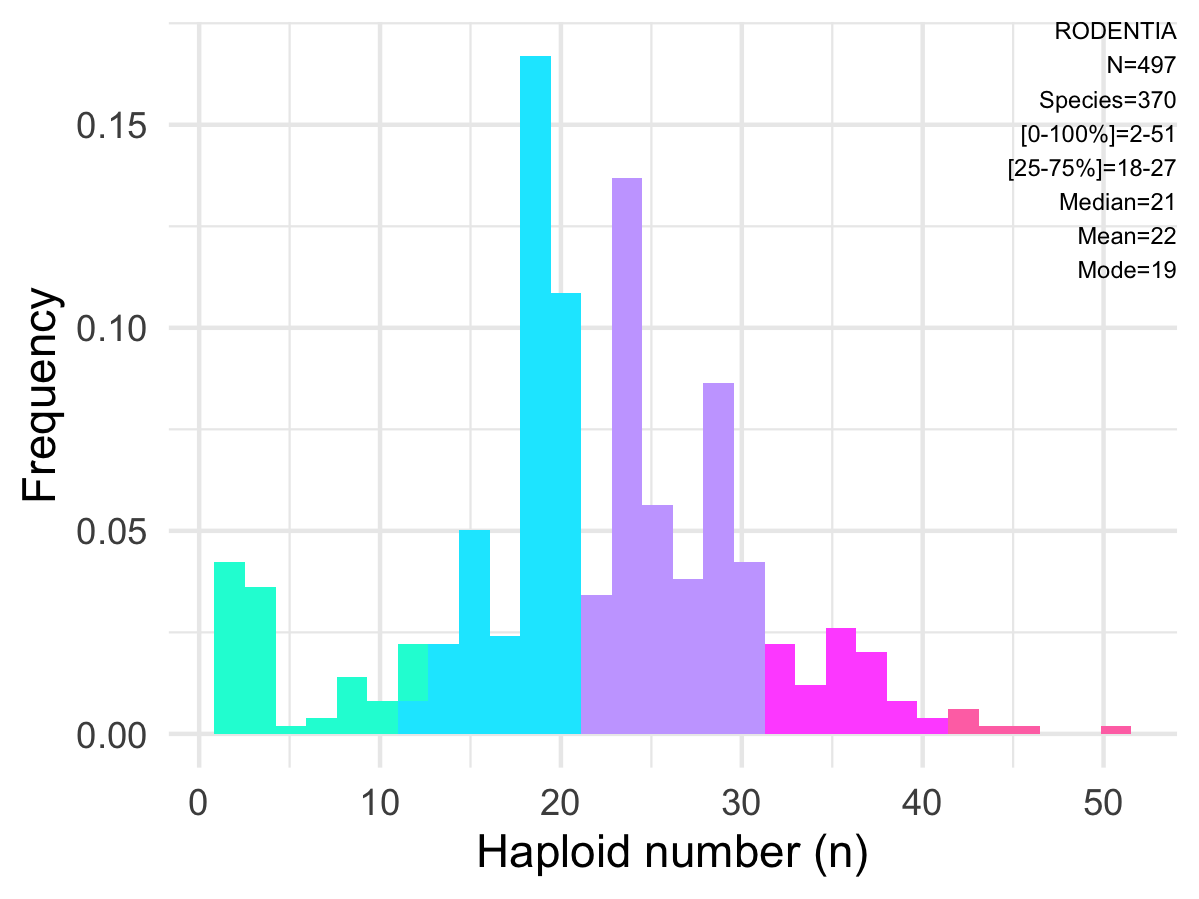 RODENTIA
N=497
Species=370
[0-100%]=2-51
[25-75%]=18-27
Median=21
Mean=22
Mode=19
0.15
0.10
0.05
0.00
Frequency
0 10 20 30 40 50
Haploid number (n)